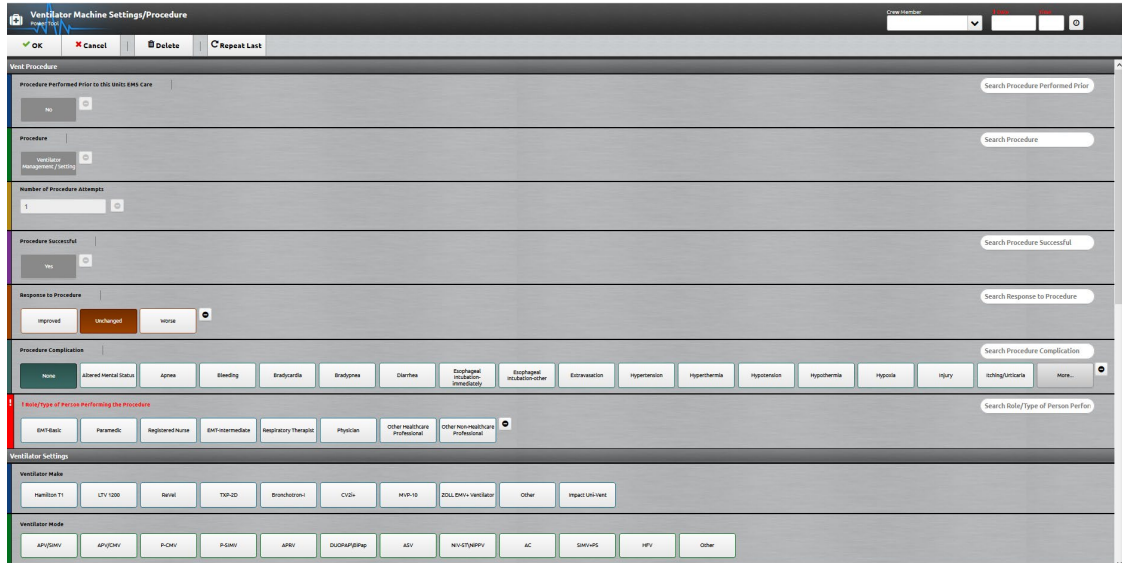 Ventilator Machine Settings/Procedure
Power Tool
Crew Member
OK
Cancel
Delete
Repeat Last
Vent Procedure
Procedure Performed Prior to this Units EMS Care
Search Procedure Performed Prior
No
Procedure
Search Procedure
Ventilator
Management / Setting
Number of Procedure Attempts
1
Procedure Successful
Search Procedure Successful
Yes
Response to Procedure
Search Response to Procedure
Improved
Unchanged
Worse
Procedure Complication
Search Procedure Complication
None
Altered Mental Status
Apnea
Bleeding
Bradycardia
Bradypnea
Diarrhea
Esophageal
Intubation-
immediately
Esophageal
Intubation-other
Extravasation
Hypertension
Hyperthermia
Hypotension
Hypothermia
Hypoxia
Injury
Itching/Urticaria
More...
! Role/Type of Person Performing the Procedure
Search Role/Type of Person Perfor
EMT-Basic
Paramedic
Registered Nurse
EMT-Intermediate
Respiratory Therapist
Physician
Other Healthcare
Professional
Other Non-Healthcare
Professional
Ventilator Settings
Ventilator Make
Hamilton T1
LTV 1200
ReVel
TXP-2D
Bronchotron-I
CV2i+
MVP-10
ZOLL EMV+ Ventilator
Other
Impact Uni-Vent
Ventilator Mode
APV/SIMV
APV/CMV
P-CMV
P-SIMV
APRV
DUOPAP\BiPap
ASV
NIV-ST\NIPPV
AC
SIMV+PS
HFV
Other